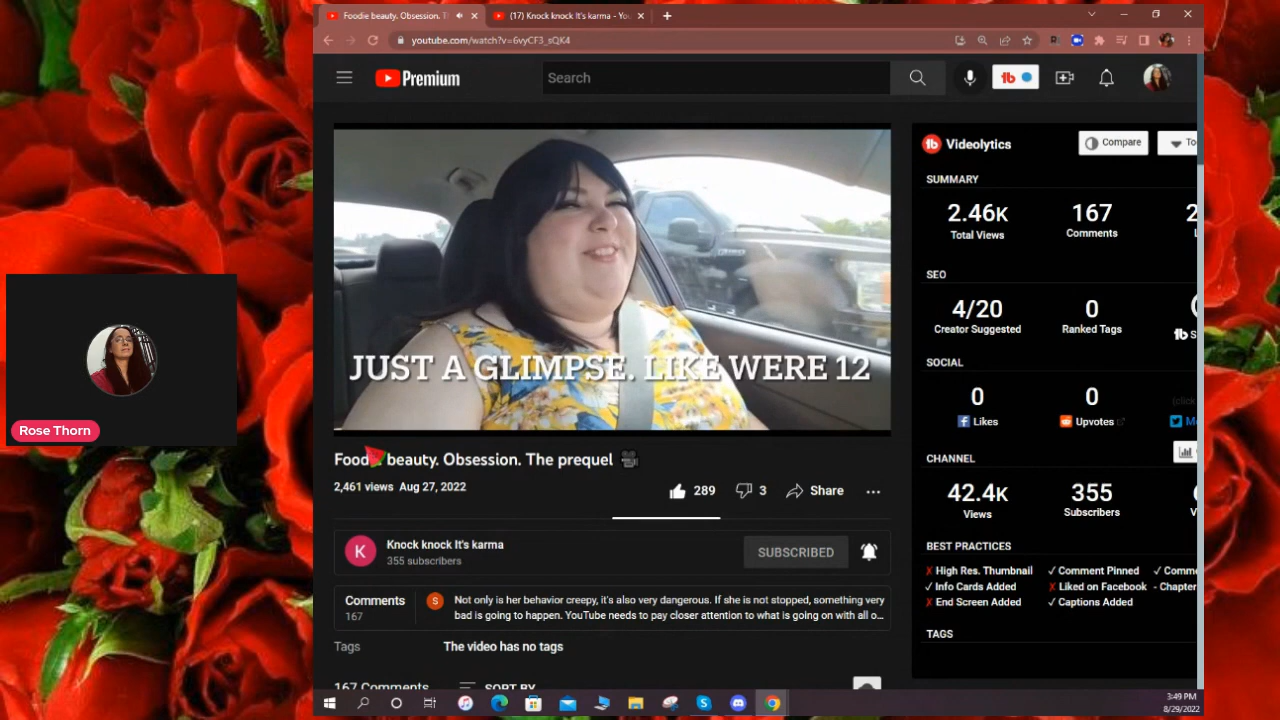 Foodie beauty. Obsession. T
(17) Knock knock It's karma - You
youtube.com/watch?v=6vyCF3_sQK4
Premium
Search
tb
Videolytics
Compare
SUMMARY
2.46K
167
Total Views
Comments
SEO
4/20
0
Creator Suggested
Ranked Tags
SOCIAL
0
0
Likes
Upvotes
CHANNEL
42.4K
355
Views
Subscribers
BEST PRACTICES
✗ High Res. Thumbnail
✓ Comment Pinned
✓ Info Cards Added
✗ Liked on Facebook
- Chapter
✗ End Screen Added
✓ Captions Added
TAGS
JUST A GLIMPSE. LIKE WERE 12
Rose Thorn
beauty. Obsession. The prequel
2,461 views Aug 27, 2022
289
3
Share
K
Knock knock It's karma
355 subscribers
SUBSCRIBED
Comments
167
S
Not only is her behavior creepy, it's also very dangerous. If she is not stopped, something very
bad is going to happen. YouTube needs to pay closer attention to what is going on with all o...
Tags
The video has no tags
167 Comments
SORT BY
3:49 PM
8/29/2022